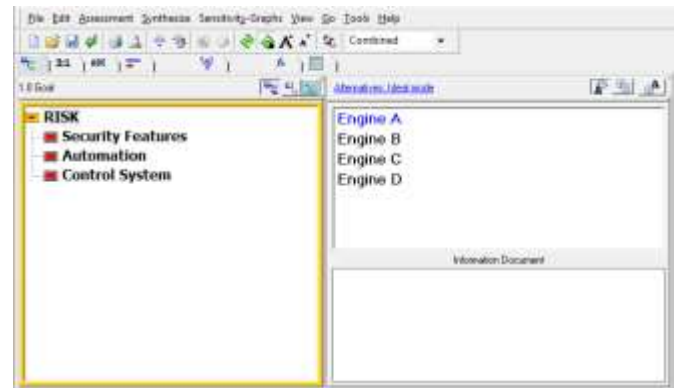 File Edit Assessment Synthesize Sensitivity-Graphs View Go Tools Help
Combined
1.0 Goal
Alternatives: Ideal mode
RISK
Security Features
Automation
Control System
Engine A
Engine B
Engine C
Engine D
Information Document